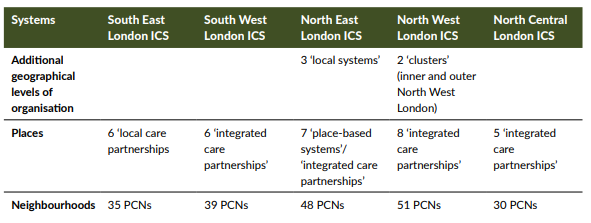 Systems South East London ICS South West London ICS North East London ICS North West London ICS North Central London ICS
Additional geographical levels of organisation 3 ‘local systems’ 2 ‘clusters’ (inner and outer North West London)
Places 6 ‘local care partnerships 6 ‘integrated care partnerships’ 7 ‘place-based systems’/ ‘integrated care partnerships’ 8 ‘integrated care partnerships’ 5 ‘integrated care partnerships’
Neighbourhoods 35 PCNs 39 PCNs 48 PCNs 51 PCNs 30 PCNs